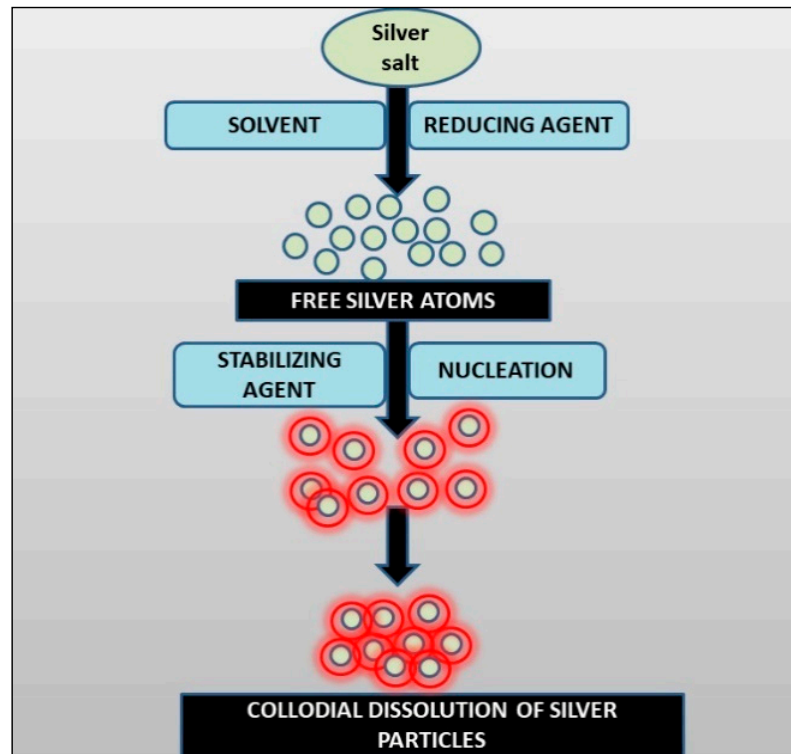 Silver
salt
SOLVENT
REDUCING AGENT
FREE SILVER ATOMS
STABILIZING
AGENT
NUCLEATION
COLLODIAL DISSOLUTION OF SILVER
PARTICLES